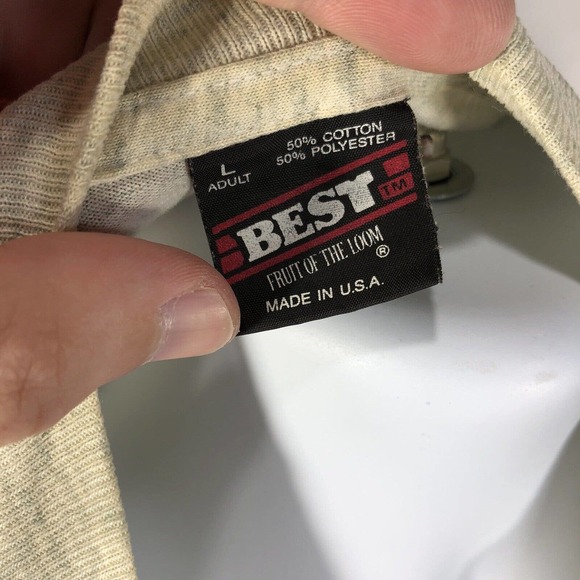 L
ADULT
50% COTTON
50% POLYESTER
BEST TM
FRUIT OF THE LOOM ®
MADE IN U.S.A.